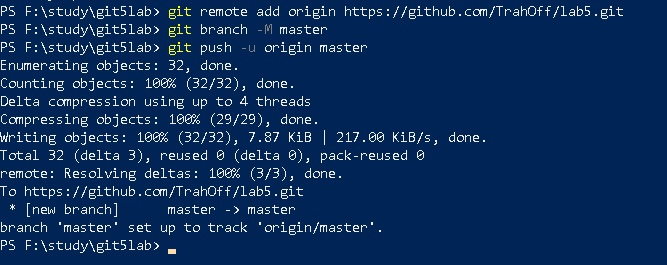 PS F:\study\git5lab> git remote add origin https://github.com/TrahOff/lab5.git
PS F:\study\git5lab> git branch -M master
PS F:\study\git5lab> git push -u origin master
Enumerating objects: 32, done.
Counting objects: 100% (32/32), done.
Delta compression using up to 4 threads
Compressing objects: 100% (29/29), done.
Writing objects: 100% (32/32), 7.87 KiB | 217.00 KiB/s, done.
Total 32 (delta 3), reused 0 (delta 0), pack-reused 0
remote: Resolving deltas: 100% (3/3), done.
To https://github.com/TrahOff/lab5.git
 * [new branch]      master -> master
branch 'master' set up to track 'origin/master'.
PS F:\study\git5lab>